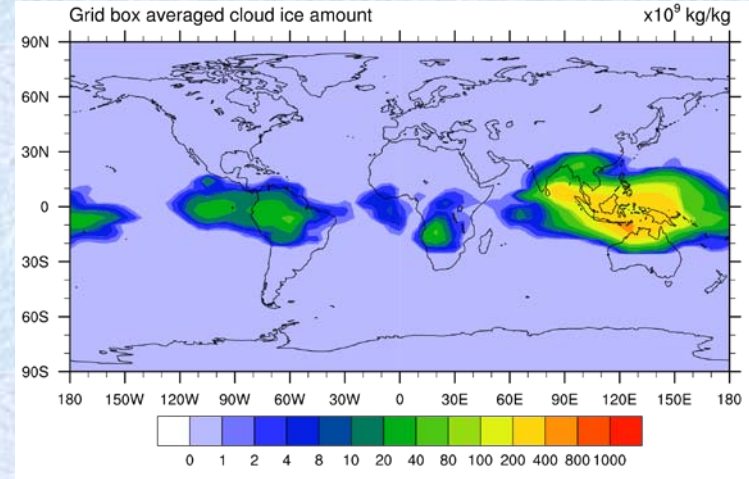 Grid box averaged cloud ice amount x10⁹ kg/kg
90N
60N
30N
0
30S
60S
90S
180 150W 120W 90W 60W 30W 0 30E 60E 90E 120E 150E 180
0 1 2 4 8 10 20 40 80 100 200 400 800 1000